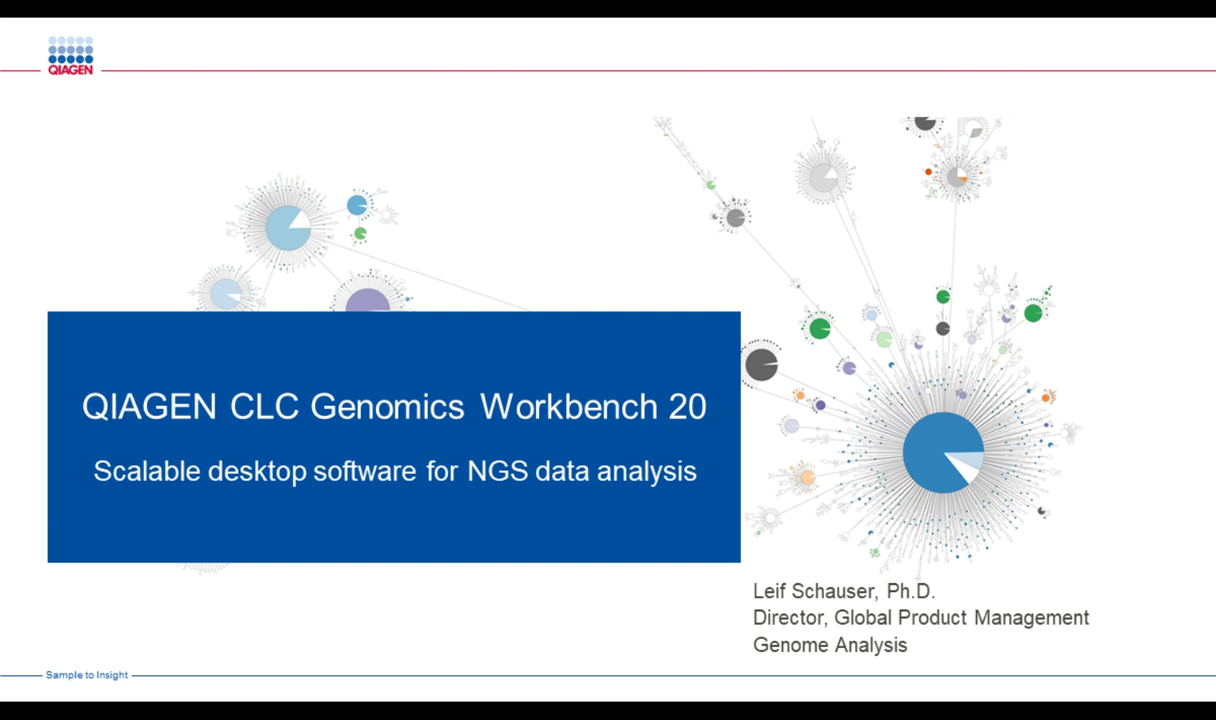 QIAGEN
QIAGEN CLC Genomics Workbench 20
Scalable desktop software for NGS data analysis
Leif Schauser, Ph.D.
Director, Global Product Management
Genome Analysis
Sample to Insight